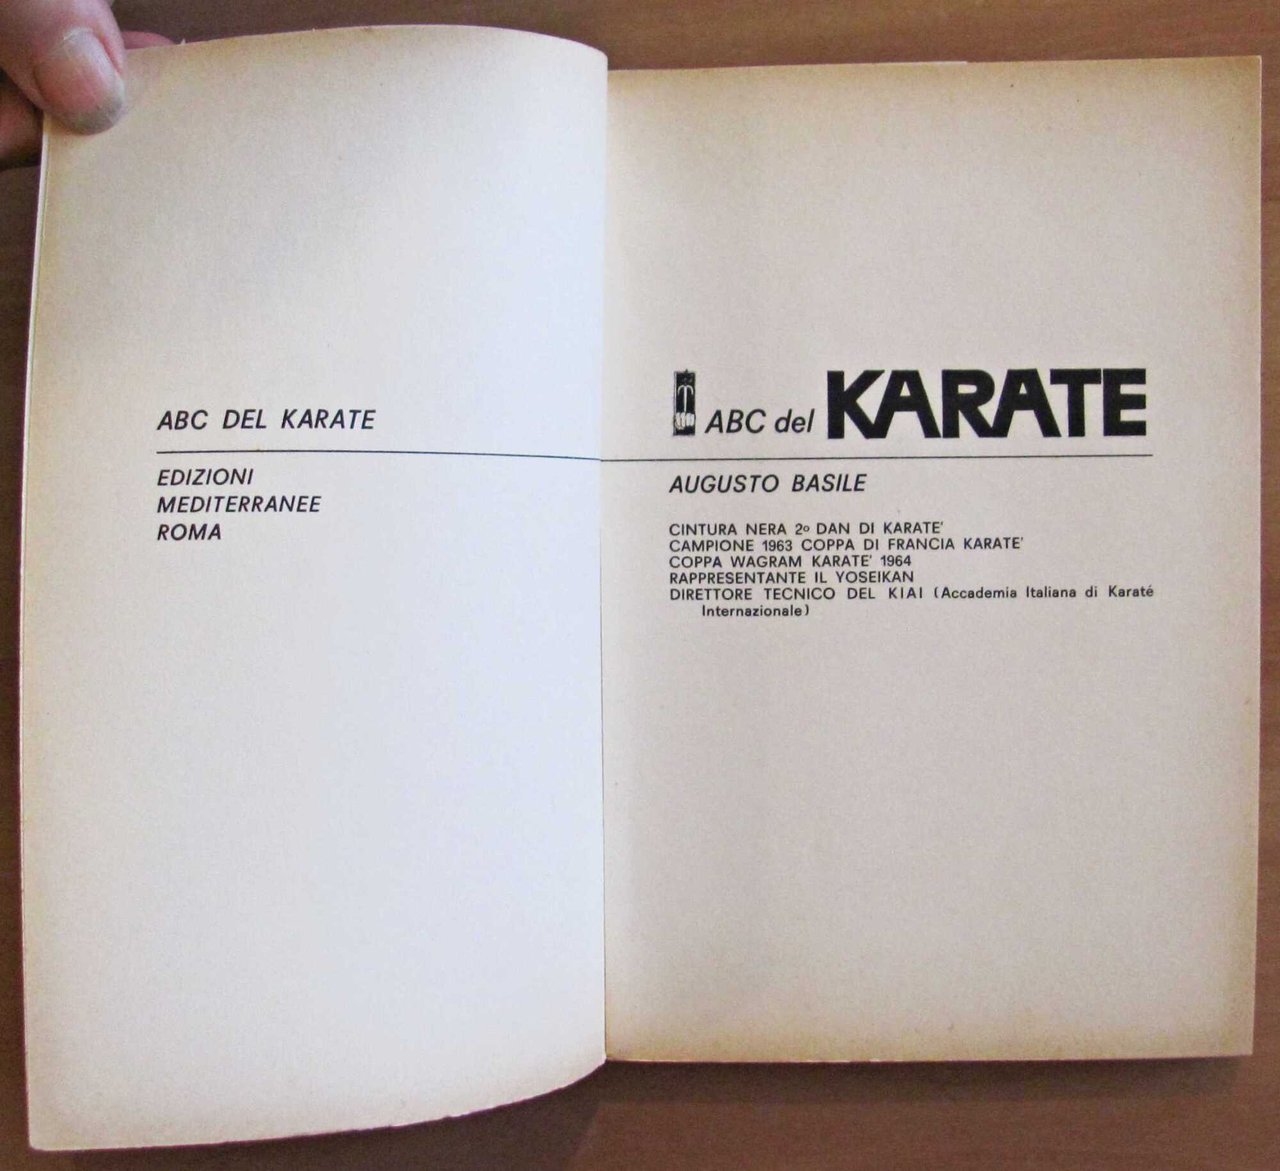 ABC DEL KARATE
EDIZIONI
MEDITERRANEE
ROMA
ABC del KARATE
AUGUSTO BASILE
CINTURA NERA 2º DAN DI KARATE'
CAMPIONE 1963 COPPA DI FRANCIA KARATE'
COPPA WAGRAM KARATE' 1964
RAPPRESENTANTE IL YOSEIKAN
DIRETTORE TECNICO DEL KIAI (Accademia Italiana di Karaté
Internazionale)